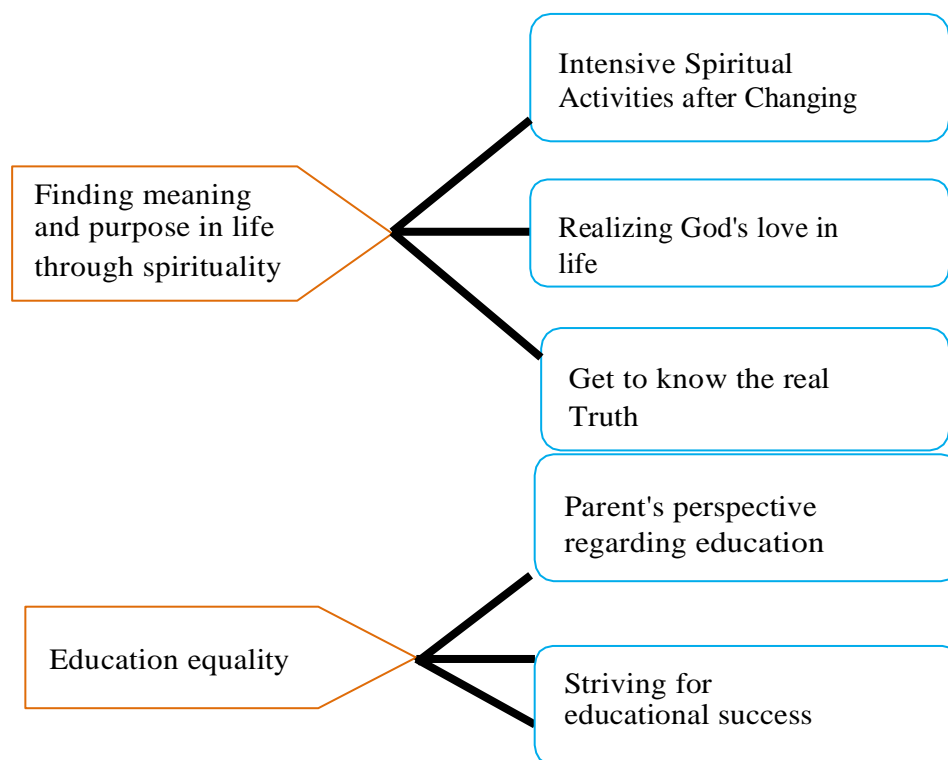 Finding meaning
and purpose in life
through spirituality
Intensive Spiritual
Activities after Changing
Realizing God's love in
life
Get to know the real
Truth
Education equality
Parent's perspective
regarding education
Striving for
educational success